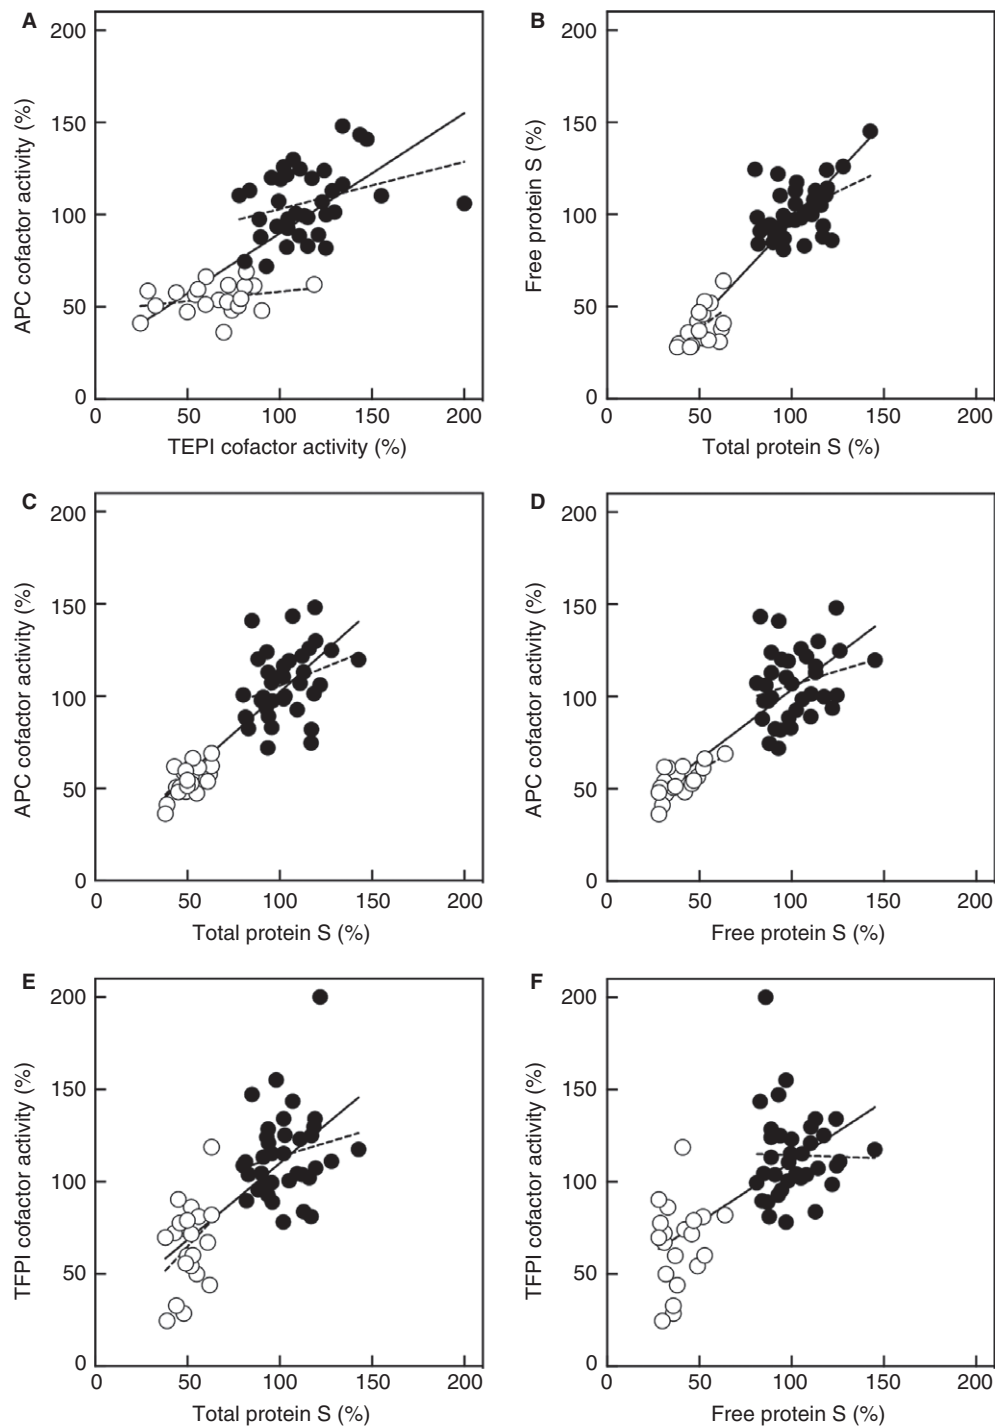 A
200
150
100
50
0
APC cofactor activity (%)
0 50 100 150 200
TEPI cofactor activity (%)
B
200
150
100
50
0
Free protein S (%)
0 50 100 150 200
Total protein S (%)
C
200
150
100
50
0
APC cofactor activity (%)
0 50 100 150 200
Total protein S (%)
D
200
150
100
50
0
APC cofactor activity (%)
0 50 100 150 200
Free protein S (%)
E
200
150
100
50
0
TFPI cofactor activity (%)
0 50 100 150 200
Total protein S (%)
F
200
150
100
50
0
TFPI cofactor activity (%)
0 50 100 150 200
Free protein S (%)